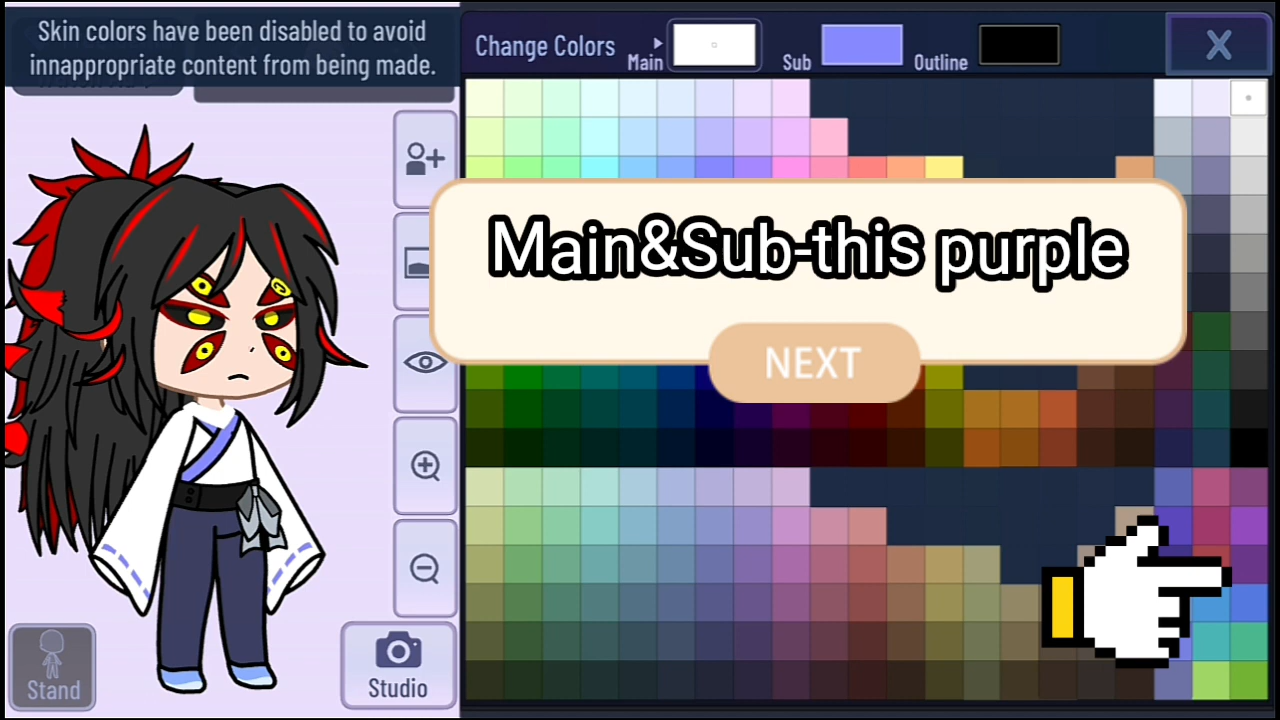 Skin colors have been disabled to avoid
innappropriate content from being made.
Change Colors
Main
Sub
Outline
X
Main&Sub-this purple
NEXT
Stand
Studio